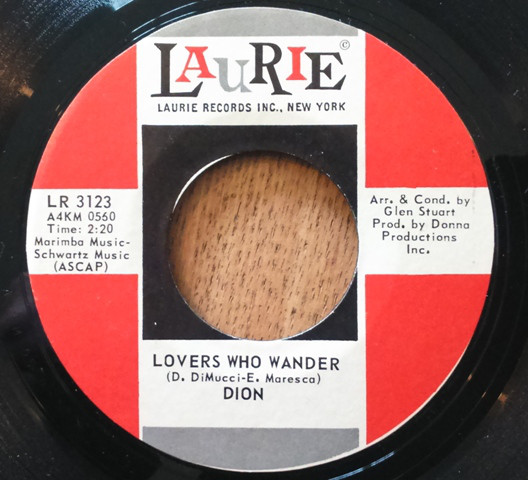 LAURIE©
LAURIE RECORDS INC., NEW YORK
LR 3123
A4KM 0560
Time: 2:20
Marimba Music-
Schwartz Music
(ASCAP)
Arr. & Cond. by
Glen Stuart
Prod. by Donna
Productions
Inc.
LOVERS WHO WANDER
(D. DiMucci-E. Maresca)
DION